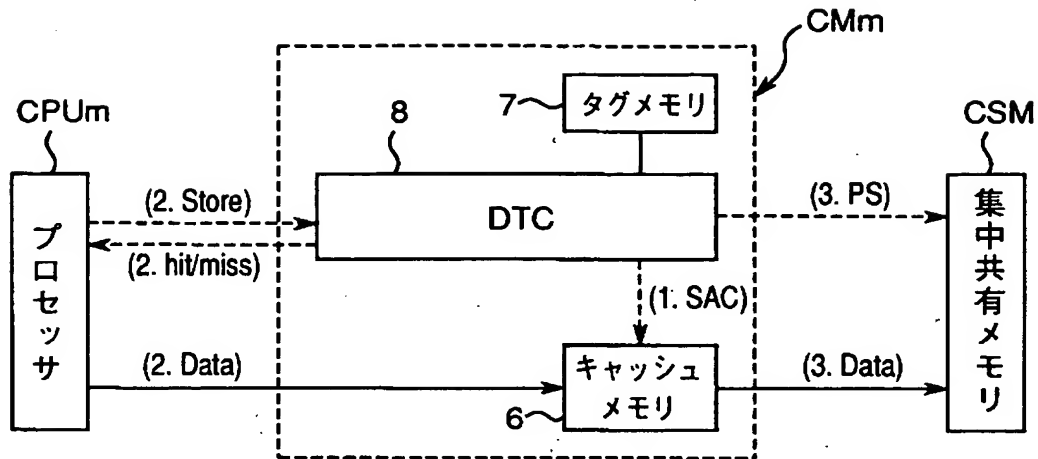 CMm
CPUm
8
7
タグメモリ
CSM
プロセッサ
(2. Store)
DTC
(3. PS)
集中共有メモリ
(2. hit/miss)
(1. SAC)
(2. Data)
キャッシュ
メモリ
(3. Data)
6